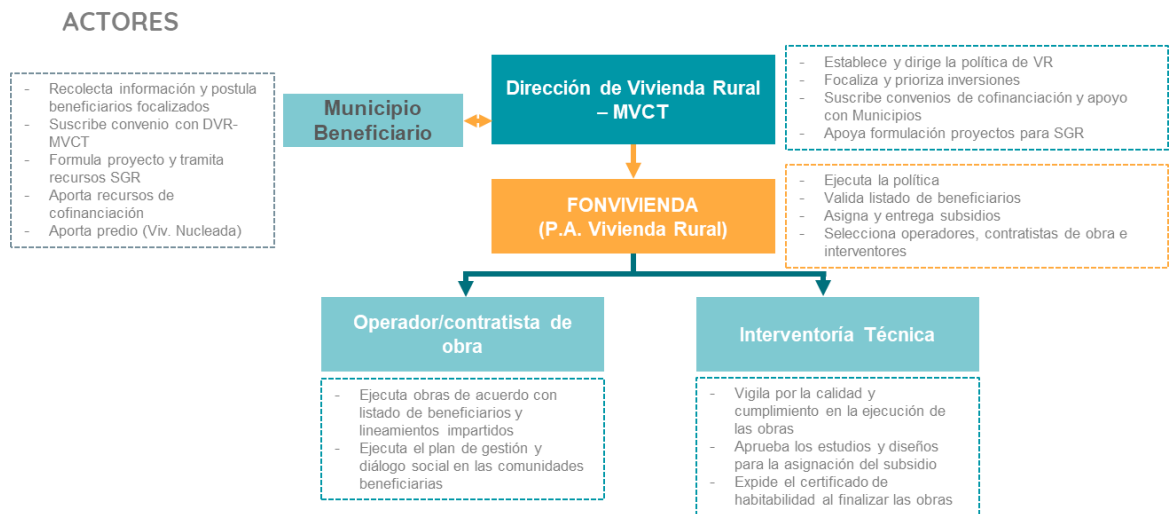 ACTORES
- Recolecta información y postula
beneficiarios focalizados
- Suscribe convenio con DVR-
MVCT
- Formula proyecto y tramita
recursos SGR
- Aporta recursos de
cofinanciación
- Aporta predio (Viv. Nucleada)
Municipio
Beneficiario
Dirección de Vivienda Rural
– MVCT
- Establece y dirige la política de VR
- Focaliza y prioriza inversiones
- Suscribe convenios de cofinanciación y apoyo
con Municipios
- Apoya formulación proyectos para SGR
FONVIVIENDA
(P.A. Vivienda Rural)
- Ejecuta la política
- Valida listado de beneficiarios
- Asigna y entrega subsidios
- Selecciona operadores, contratistas de obra e
interventores
Operador/contratista de
obra
- Ejecuta obras de acuerdo con
listado de beneficiarios y
lineamientos impartidos
- Ejecuta el plan de gestión y
diálogo social en las comunidades
beneficiarias
Interventoría Técnica
- Vigila por la calidad y
cumplimiento en la ejecución de
las obras
- Aprueba los estudios y diseños
para la asignación del subsidio
- Expide el certificado de
habitabilidad al finalizar las obras